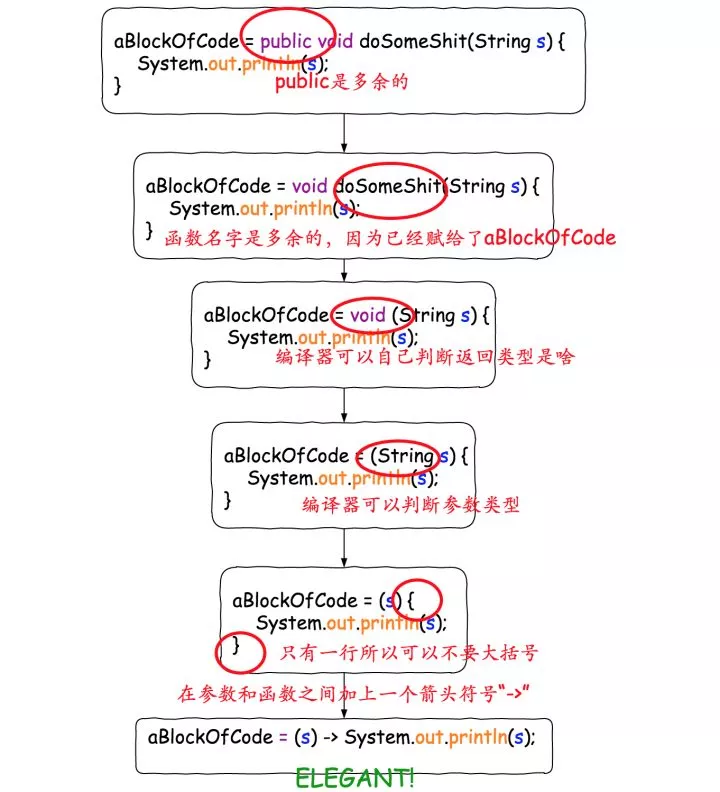 aBlockOfCode = public void doSomeShit(String s) {
System.out.println(s);
public是多余的
}
aBlockOfCode = void doSomeShit(String s) {
System.out.println(s);
} 函数名字是多余的，因为已经赋给了aBlockOfCode
aBlockOfCode = void (String s) {
System.out.println(s);
编译器可以自己判断返回类型是啥
}
aBlockOfCode = (String s) {
System.out.println(s);
} 编译器可以判断参数类型
aBlockOfCode = (s) {
System.out.println(s);
} 只有一行所以可以不要大括号
在参数和函数之间加上一个箭头符号“->”
aBlockOfCode = (s) -> System.out.println(s);
ELEGANT!